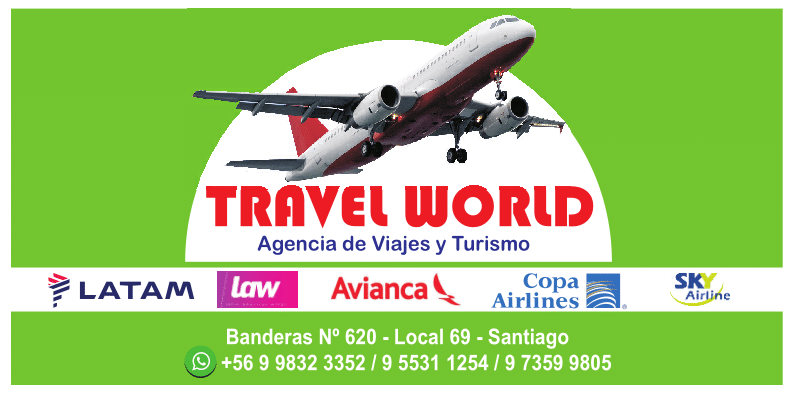 TRAVEL WORLD
Agencia de Viajes y Turismo
LATAM
law
Avianca
Copa Airlines
SKY Airline
Banderas Nº 620 - Local 69 - Santiago
+56 9 9832 3352 / 9 5531 1254 / 9 7359 9805